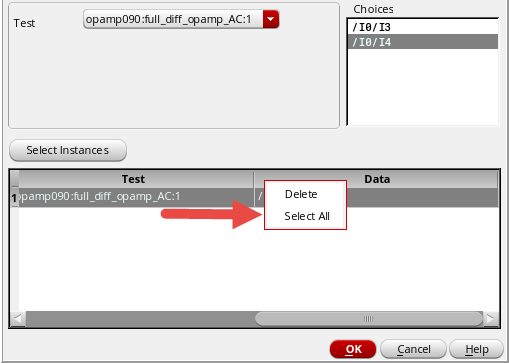 Choices
Test
opamp090:full_diff_opamp_AC:1
/I0/I3
/I0/I4
Select Instances
Test
Data
1
opamp090:full_diff_opamp_AC:1
/
Delete
Select All
OK
Cancel
Help